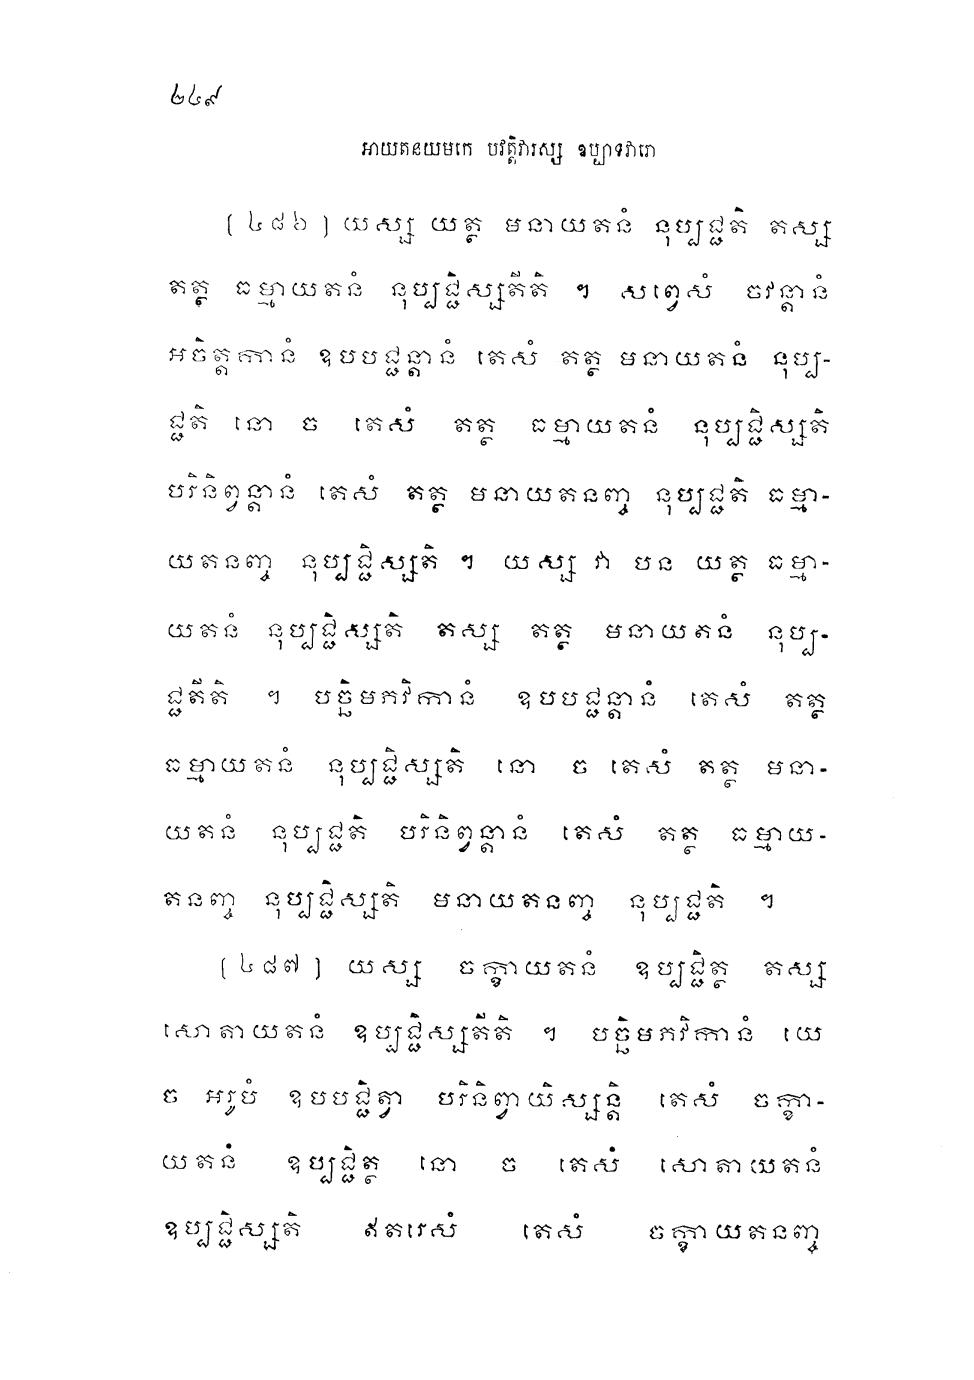 ២៤៩
អាយតនយមកេ បវត្តិវារស្ស ឧប្បាទវារោ
(៤៨៦) យស្ស យត្ថ មនាយតនំ នុប្បជ្ជតិ តស្ស
តត្ថ ធម្មាយតនំ នុប្បជ្ជិស្សតីតិ ។ សព្វេសំ ចវន្តានំ
អចិត្តកានំ ឧបបជ្ជន្តានំ តេសំ តត្ថ មនាយតនំ នុប្ប-
ជ្ជតិ នោ ច តេសំ តត្ថ ធម្មាយតនំ នុប្បជ្ជិស្សតិ
បរិនិព្វន្តានំ តេសំ តត្ថ មនាយតនញ្ច នុប្បជ្ជតិ ធម្មា-
យតនញ្ច នុប្បជ្ជិស្សតិ ។ យស្ស វា បន យត្ថ ធម្មា-
យតនំ នុប្បជ្ជិស្សតិ តស្ស តត្ថ មនាយតនំ នុប្ប-
ជ្ជតីតិ ។ បច្ឆិមភវិកានំ ឧបបជ្ជន្តានំ តេសំ តត្ថ
ធម្មាយតនំ នុប្បជ្ជិស្សតិ នោ ច តេសំ តត្ថ មនា-
យតនំ នុប្បជ្ជតិ បរិនិព្វន្តានំ តេសំ តត្ថ ធម្មាយ-
តនញ្ច នុប្បជ្ជិស្សតិ មនាយតនញ្ច នុប្បជ្ជតិ ។
(៤៨៧) យស្ស ចក្ខាយតនំ ឧប្បជ្ជិត្ថ តស្ស
សោតាយតនំ ឧប្បជ្ជិស្សតីតិ ។ បច្ឆិមភវិកានំ យេ
ច អរូបំ ឧបបជ្ជិត្វា បរិនិព្វាយិស្សន្តិ តេសំ ចក្ខា-
យតនំ ឧប្បជ្ជិត្ថ នោ ច តេសំ សោតាយតនំ
ឧប្បជ្ជិស្សតិ ឥតរេសំ តេសំ ចក្ខាយតនញ្ច